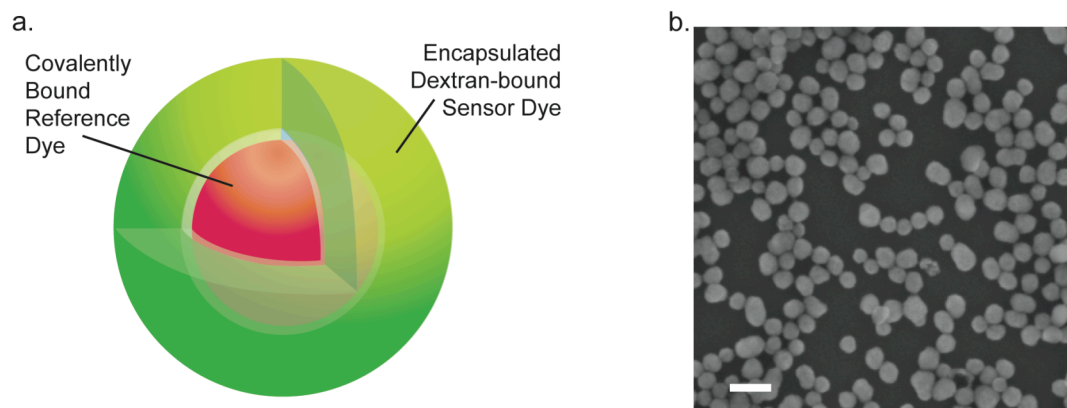 a.
Covalently
Bound
Reference
Dye
Encapsulated
Dextran-bound
Sensor Dye
b.